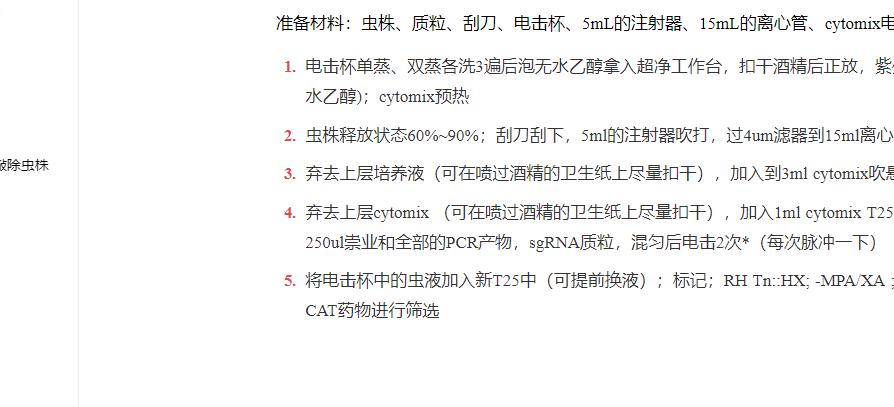 准备材料：虫株、质粒、刮刀、电击杯、5mL的注射器、15mL的离心管、cytomix电
1. 电击杯单蒸、双蒸各洗3遍后泡无水乙醇拿入超净工作台，扣干酒精后正放，紫
水乙醇)；cytomix预热
2. 虫株释放状态60%~90%；刮刀刮下，5ml的注射器吹打，过4um滤器到15ml离心
除虫株
3. 弃去上层培养液（可在喷过酒精的卫生纸上尽量扣干），加入到3ml cytomix吹悬
4. 弃去上层cytomix （可在喷过酒精的卫生纸上尽量扣干），加入1ml cytomix T25
250ul崇业和全部的PCR产物，sgRNA质粒，混匀后电击2次*（每次脉冲一下）
5. 将电击杯中的虫液加入新T25中（可提前换液）；标记；RH Tn::HX; -MPA/XA ;
CAT药物进行筛选